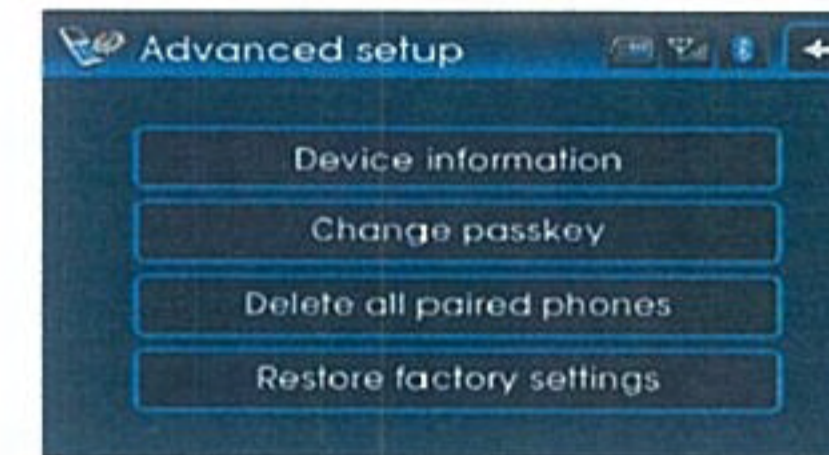 Advanced setup
Device information
Change passkey
Delete all paired phones
Restore factory settings